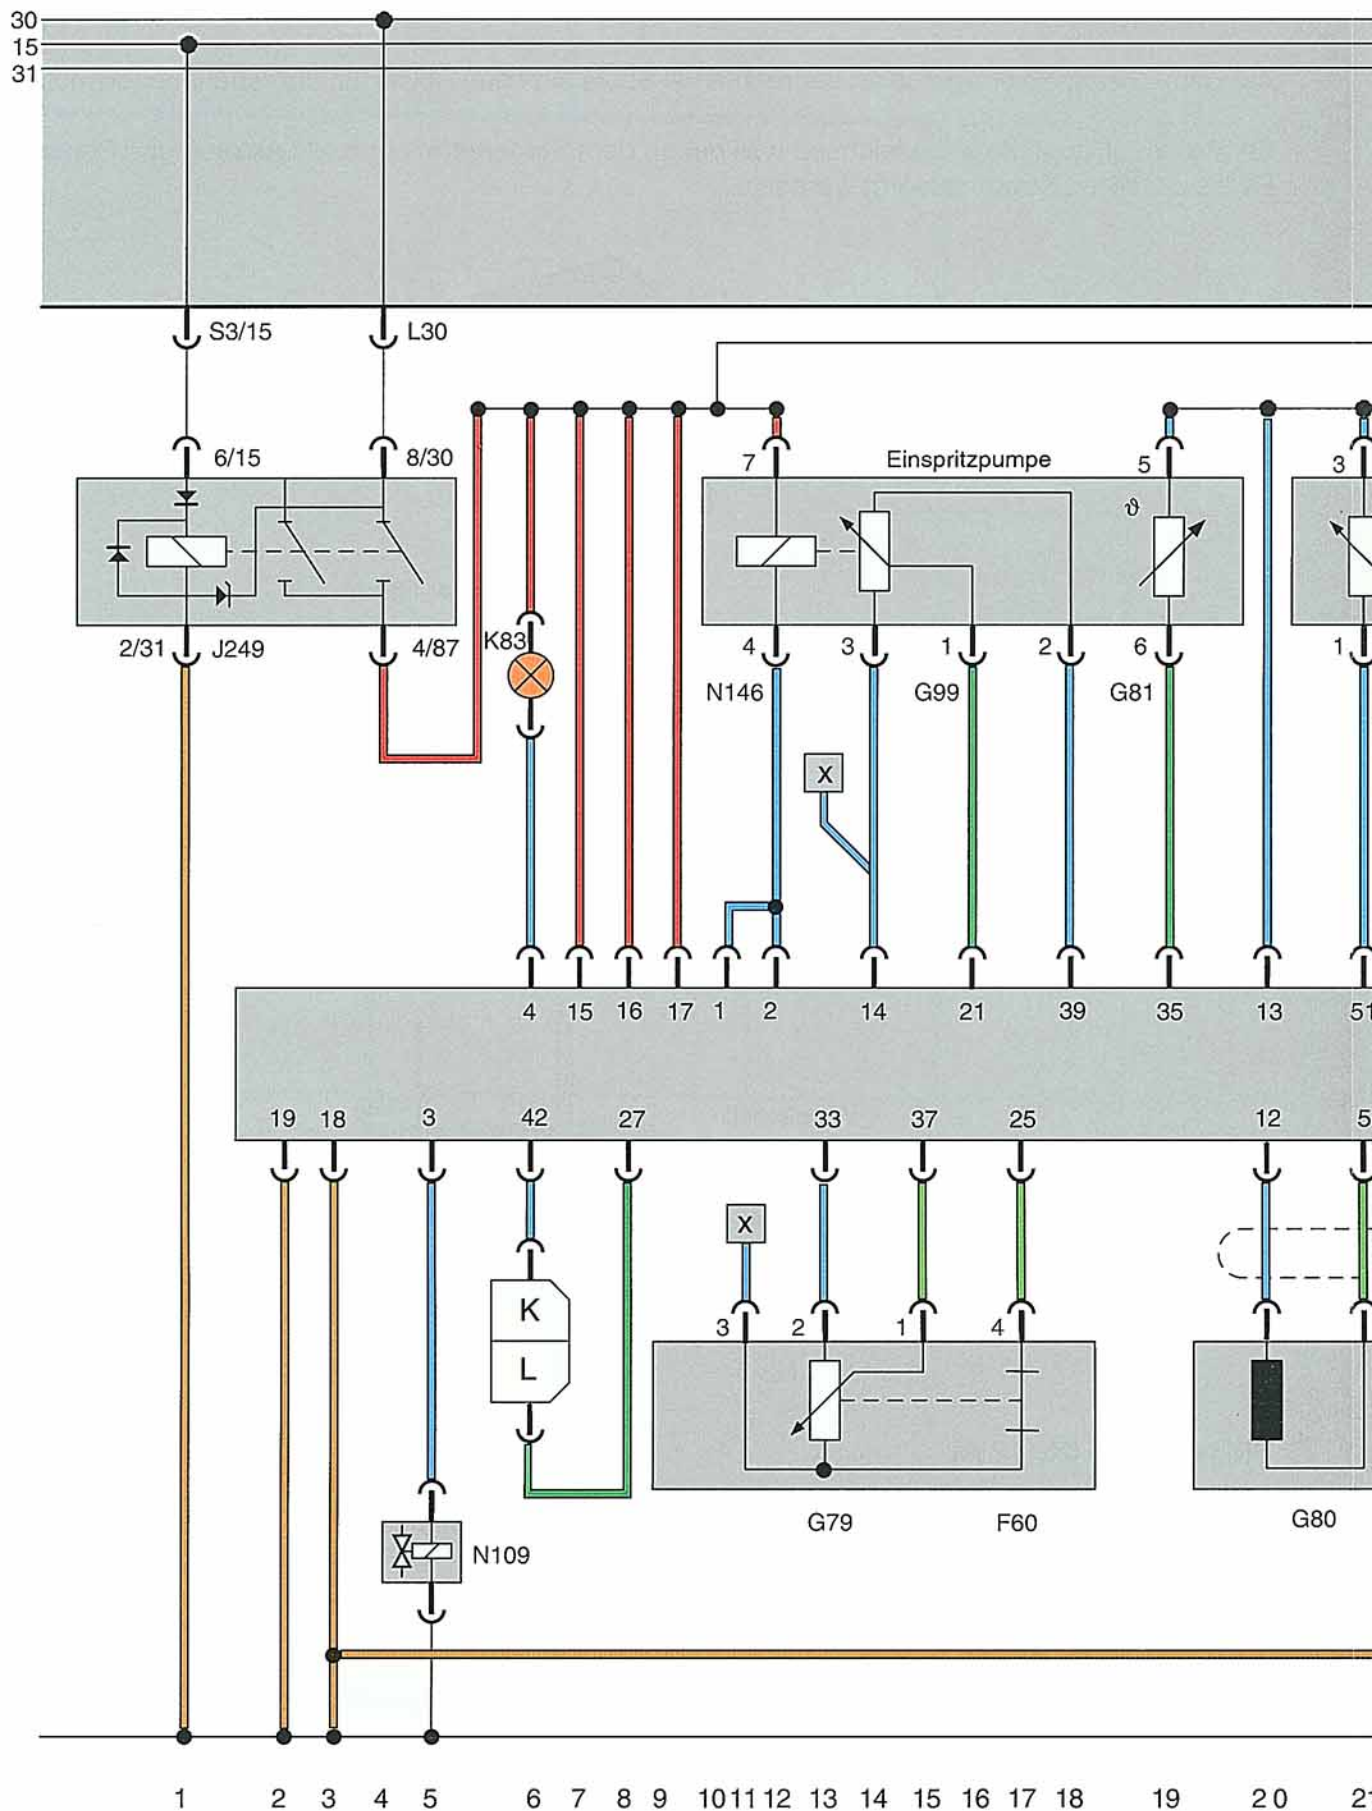 30
15
31
S3/15 L30
6/15 8/30 7 Einspritzpumpe 5 3
ϑ
2/31 J249 4/87 K83 4 3 1 2 6 1
N146 G99 G81
X
4 15 16 17 1 2 14 21 39 35 13 51
19 18 3 42 27 33 37 25 12 5
X
K
3 2 1 4
L
G79 F60 G80
N109
1 2 3 4 5 6 7 8 9 10 11 12 13 14 15 16 17 18 19 20 2